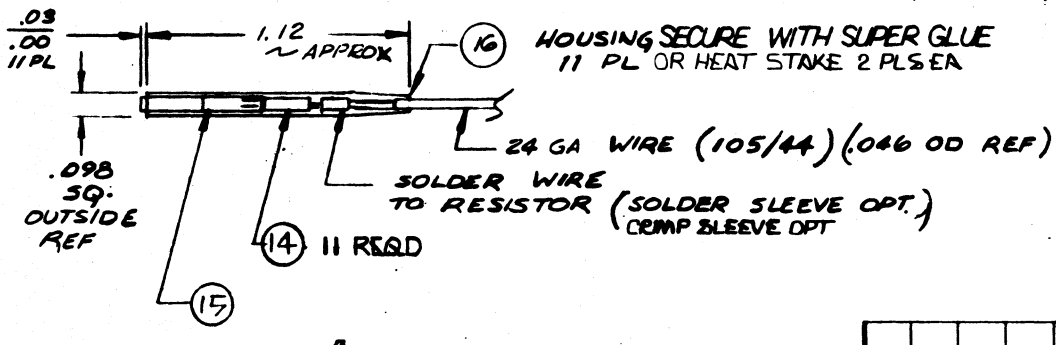 .03
.00
11 PL
1.12
~ APPROX
16
HOUSING SECURE WITH SUPER GLUE
11 PL OR HEAT STAKE 2 PLS EA
24 GA WIRE (105/44) (.046 OD REF)
.098
SQ.
OUTSIDE
REF
SOLDER WIRE
TO RESISTOR (SOLDER SLEEVE OPT.)
CRMP SLEEVE OPT
14 11 REQD
15